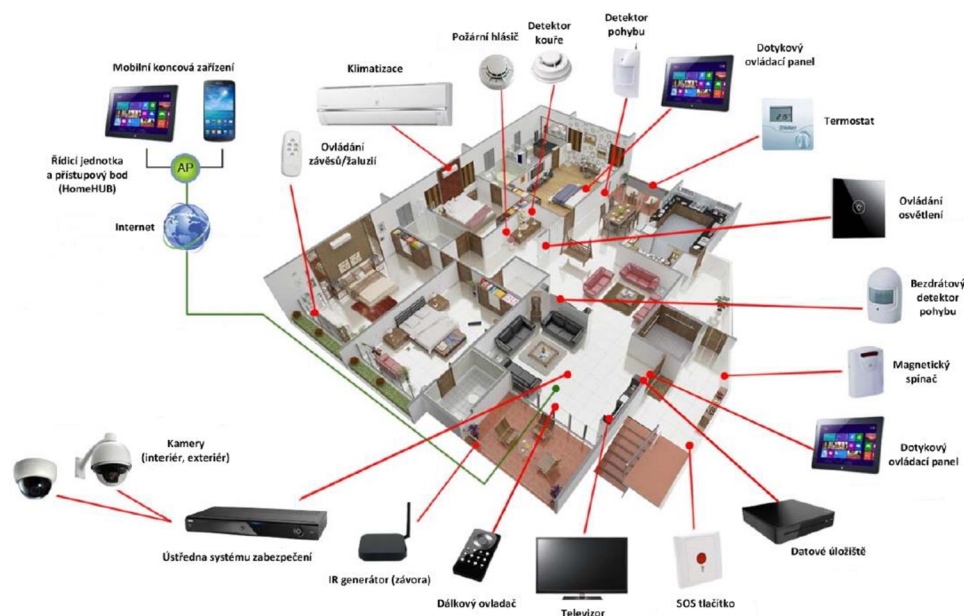 Mobilní koncová zařízení
Řídicí jednotka
a přístupový bod
(HomeHUB)
AP
Internet
Klimatizace
Ovládání
závěsů/žaluzií
Požární hlásič
Detektor
kouře
Detektor
pohybu
Dotykový
ovládací panel
Termostat
Ovládání
osvětlení
Bezdrátový
detektor
pohybu
Magnetický
spínač
Dotykový
ovládací panel
Datové úložiště
SOS tlačítko
Televizor
Dálkový ovladač
IR generátor (závora)
Ústředna systému zabezpečení
Kamery
(interiér, exteriér)